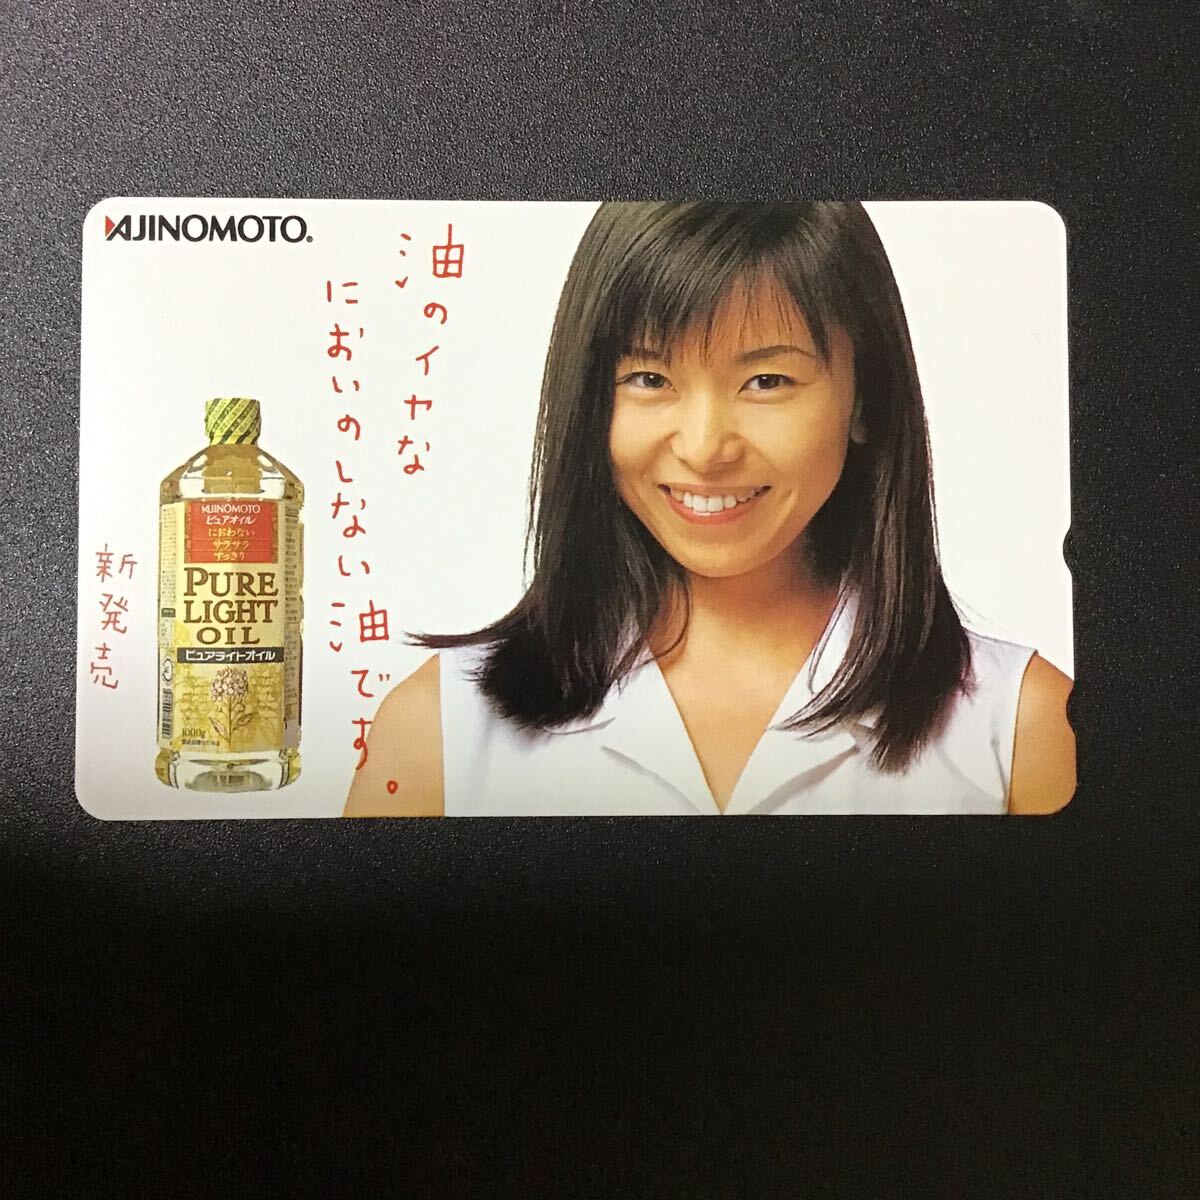 AJINOMOTO®
油のイヤな
においのしない油です。
新発売
AJINOMOTO
ピュアオイル
におわない
サラサラ
すっきり
PURE
LIGHT
OIL
ピュアライトオイル
1000g